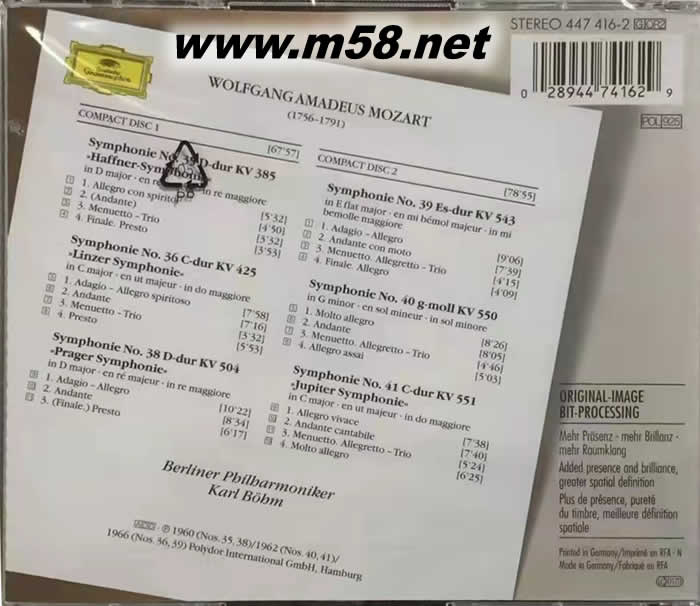 www.m58.net
STEREO 447 416-2 GIOR2
0 28944 74162 9
POL 925
Deutsche
Grammophon
WOLFGANG AMADEUS MOZART
(1756–1791)
COMPACT DISC 1 [67'57]
Symphonie No. 35 D-dur KV 385
»Haffner-Symphonie«
in D major · en ré · in re maggiore
1. Allegro con spirito [5'32]
2. (Andante) [4'50]
3. Menuetto – Trio [3'32]
4. Finale. Presto [3'53]
Symphonie No. 36 C-dur KV 425
»Linzer Symphonie«
in C major · en ut majeur · in do maggiore
1. Adagio – Allegro spiritoso [7'58]
2. Andante [7'16]
3. Menuetto – Trio [3'32]
4. Presto [5'53]
Symphonie No. 38 D-dur KV 504
»Prager Symphonie«
in D major · en ré majeur · in re maggiore
1. Adagio – Allegro [10'22]
2. Andante [8'34]
3. (Finale.) Presto [6'17]
COMPACT DISC 2 [78'55]
Symphonie No. 39 Es-dur KV 543
in E flat major · en mi bémol majeur · in mi
bemolle maggiore
1. Adagio – Allegro [9'06]
2. Andante con moto [7'39]
3. Menuetto. Allegretto – Trio [4'15]
4. Finale. Allegro [4'09]
Symphonie No. 40 g-moll KV 550
in G minor · en sol mineur · in sol minore
1. Molto allegro [8'26]
2. Andante [8'05]
3. Menuetto. Allegretto – Trio [4'46]
4. Allegro assai [5'03]
Symphonie No. 41 C-dur KV 551
»Jupiter Symphonie«
in C major · en ut majeur · in do maggiore
1. Allegro vivace [7'38]
2. Andante cantabile [7'40]
3. Menuetto. Allegretto – Trio [5'24]
4. Molto allegro [6'25]
Berliner Philharmoniker
Karl Böhm
ADD · ℗ 1960 (Nos. 35, 38)/1962 (Nos. 40, 41)/
1966 (Nos. 36, 39) Polydor International GmbH, Hamburg
ORIGINAL-IMAGE
BIT-PROCESSING
Mehr Präsenz - mehr Brillanz -
mehr Raumklang
Added presence and brilliance,
greater spatial definition
Plus de présence, pureté
du timbre, meilleure définition
spatiale
Printed in Germany/Imprimé en RFA · N
Made in Germany/Fabriqué en RFA